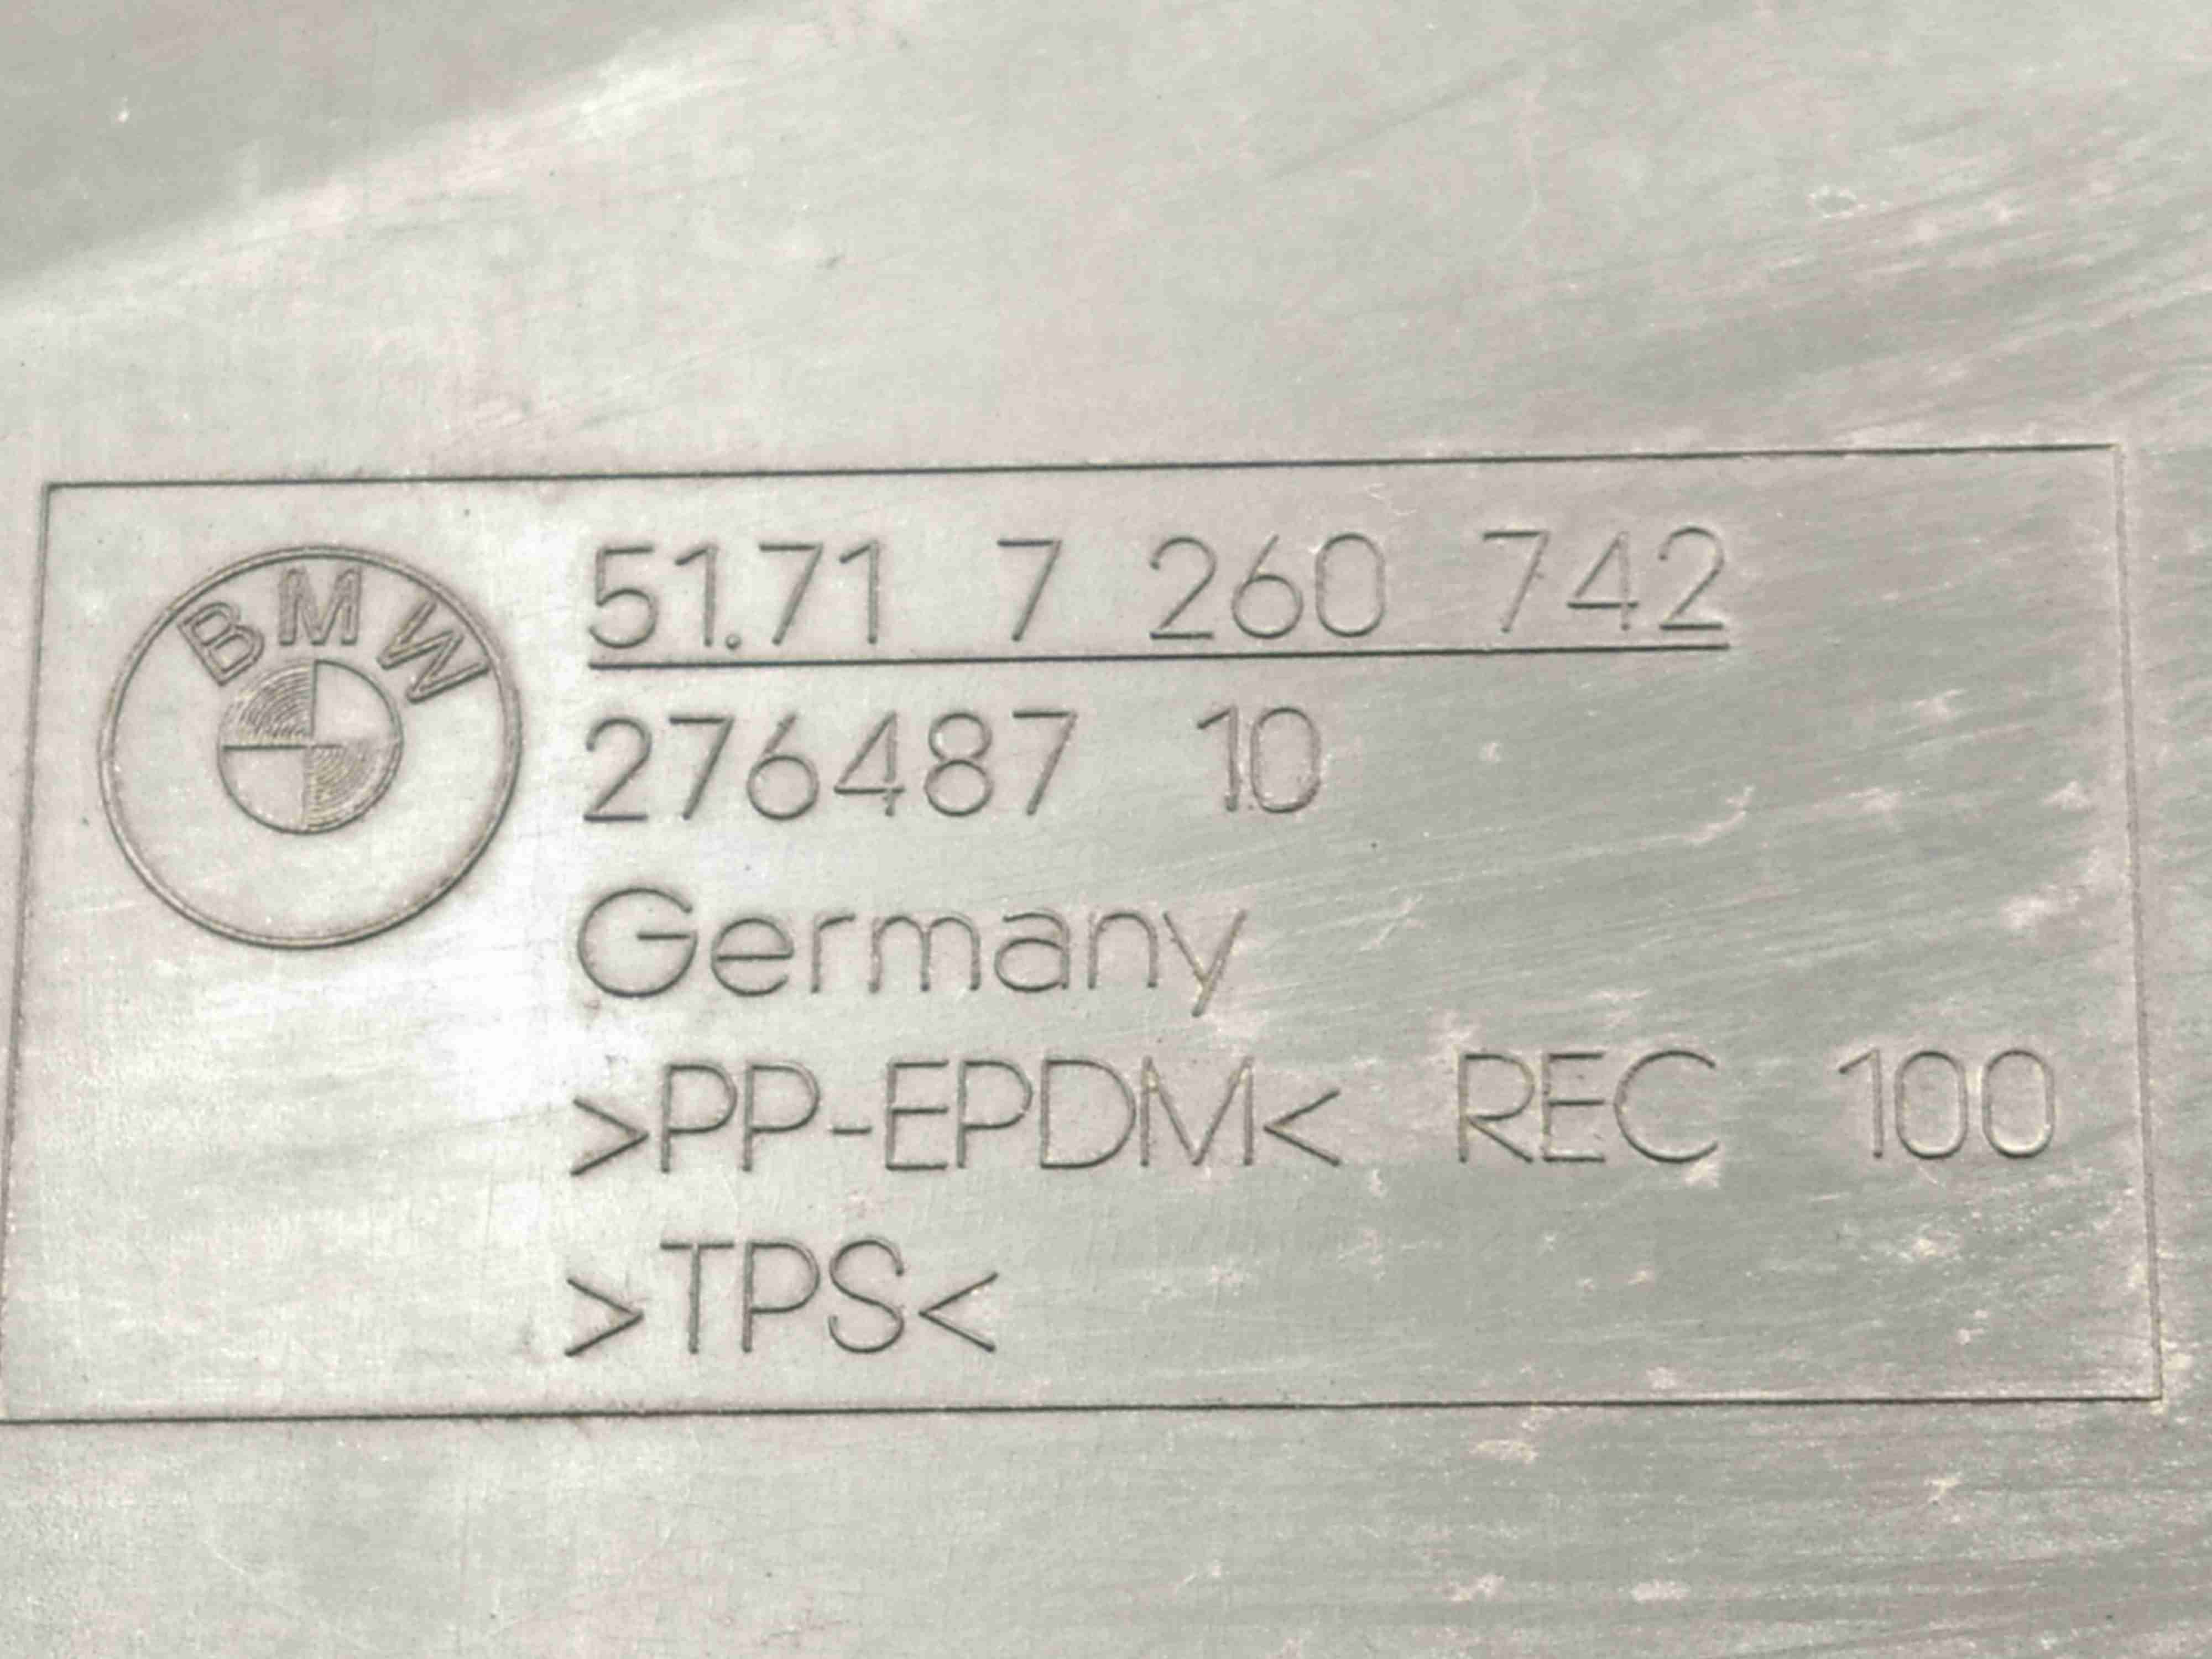 BMW
51.71 7 260 742
276487 10
Germany
>PP-EPDM< REC 100
>TPS<